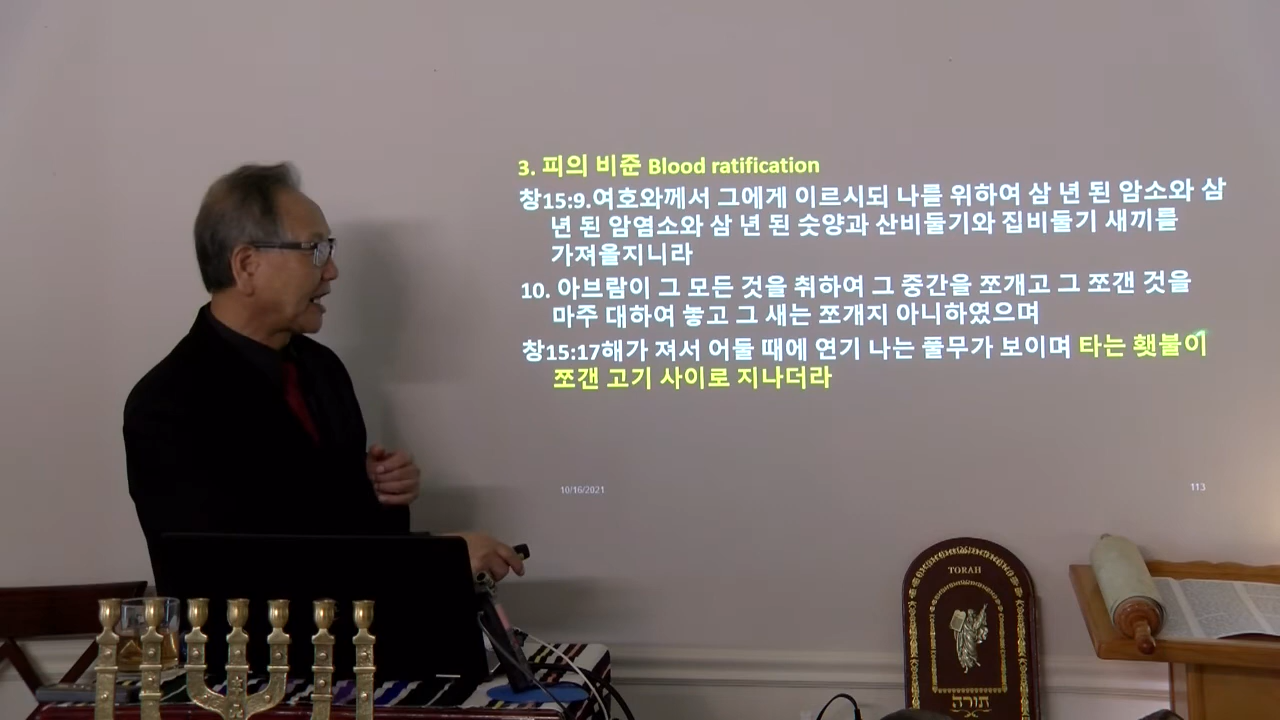 3. 피의 비준 Blood ratification
창15:9.여호와께서 그에게 이르시되 나를 위하여 삼 년 된 암소와 삼
년 된 암염소와 삼 년 된 숫양과 산비둘기와 집비둘기 새끼를
가져올지니라
10. 아브람이 그 모든 것을 취하여 그 중간을 쪼개고 그 쪼갠 것을
마주 대하여 놓고 그 새는 쪼개지 아니하였으며
창15:17해가 져서 어둘 때에 연기 나는 풀무가 보이며 타는 횃불이
쪼갠 고기 사이로 지나더라
10/16/2021
113
TORAH
תורה